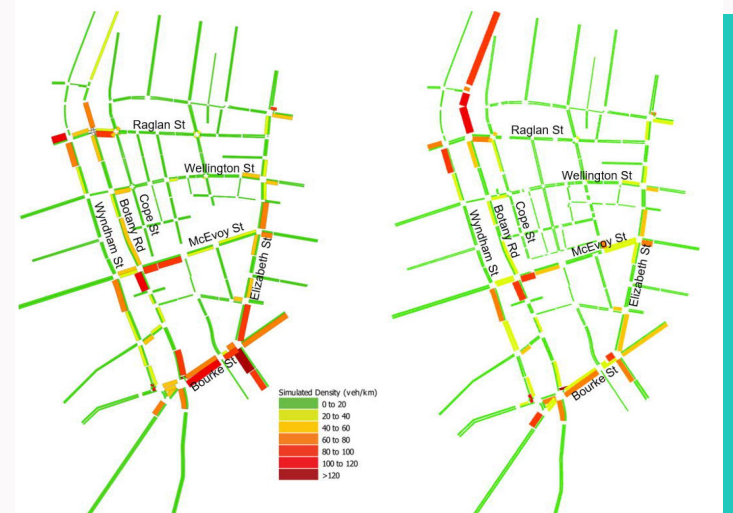 Raglan St
Wellington St
Cope St
Botany Rd
Wyndham St
McEvoy St
Elizabeth St
Bourke St
Simulated Density (veh/km)
0 to 20
20 to 40
40 to 60
60 to 80
80 to 100
100 to 120
>120
Raglan St
Wellington St
Cope St
Botany Rd
Wyndham St
McEvoy St
Elizabeth St
Bourke St